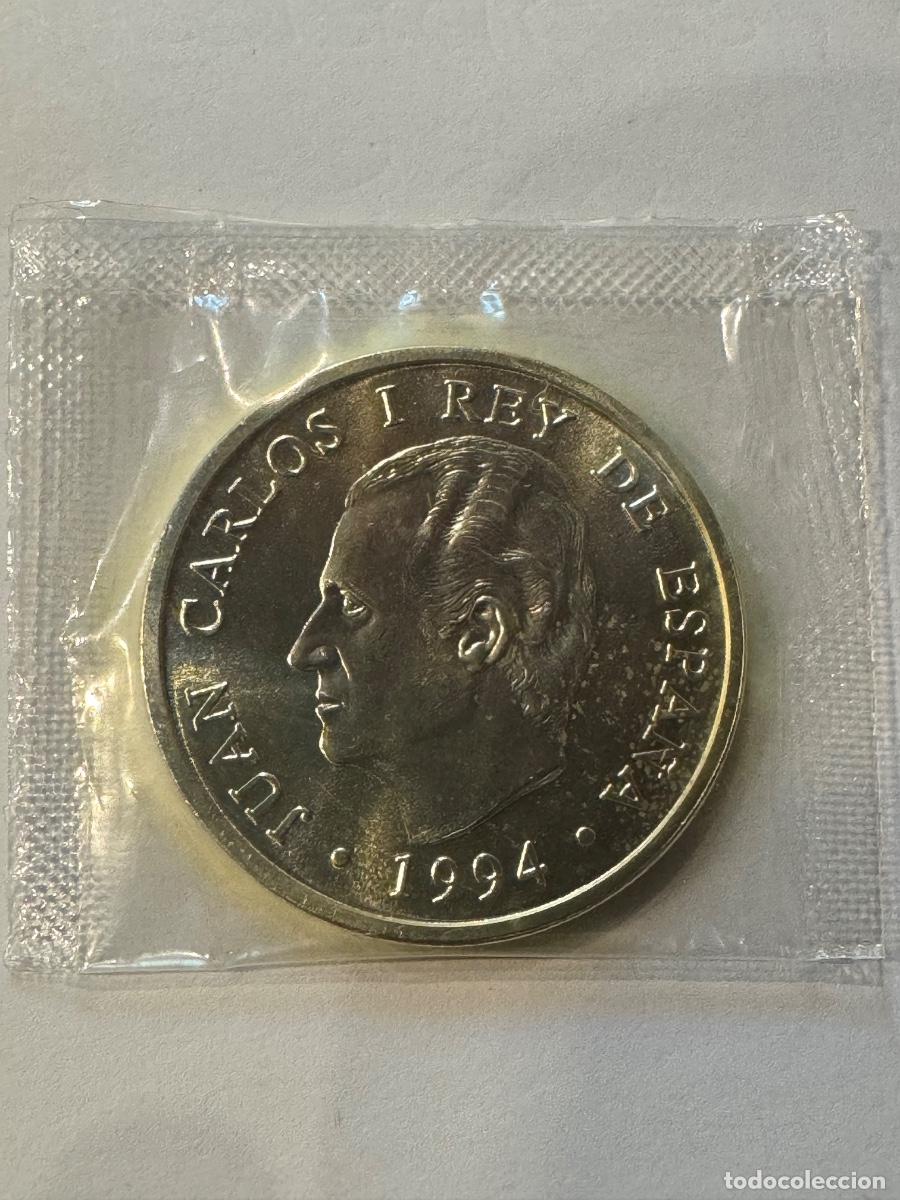 JUAN CARLOS I REY DE ESPAÑA
• 1994 •
todocoleccion